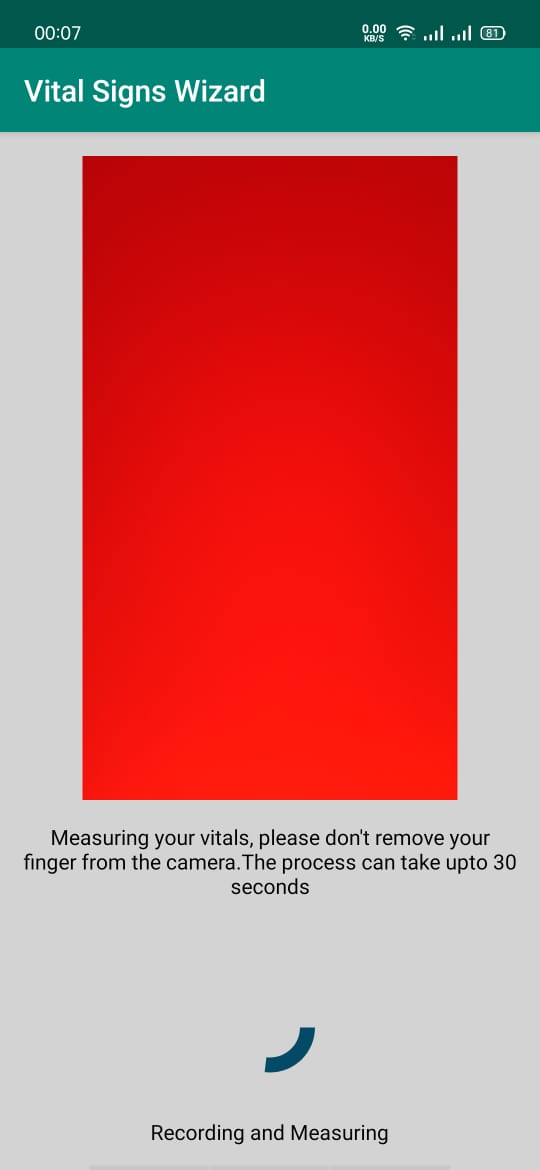 00:07
0.00
KB/S
81
Vital Signs Wizard
Measuring your vitals, please don't remove your
finger from the camera.The process can take upto 30
seconds
Recording and Measuring